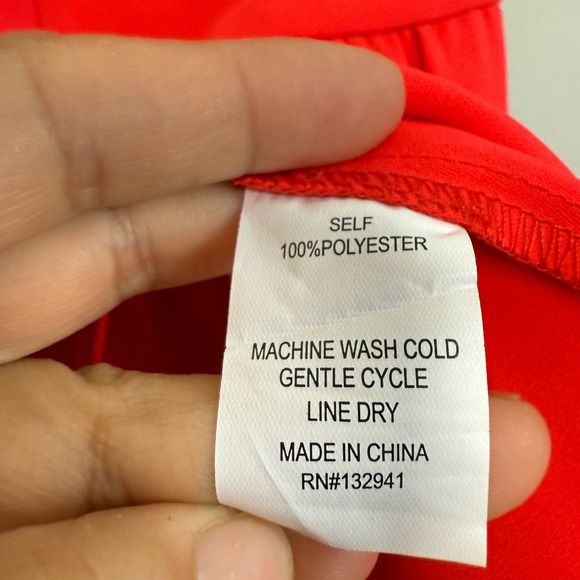 SELF
100%POLYESTER
MACHINE WASH COLD
GENTLE CYCLE
LINE DRY
MADE IN CHINA
RN#132941